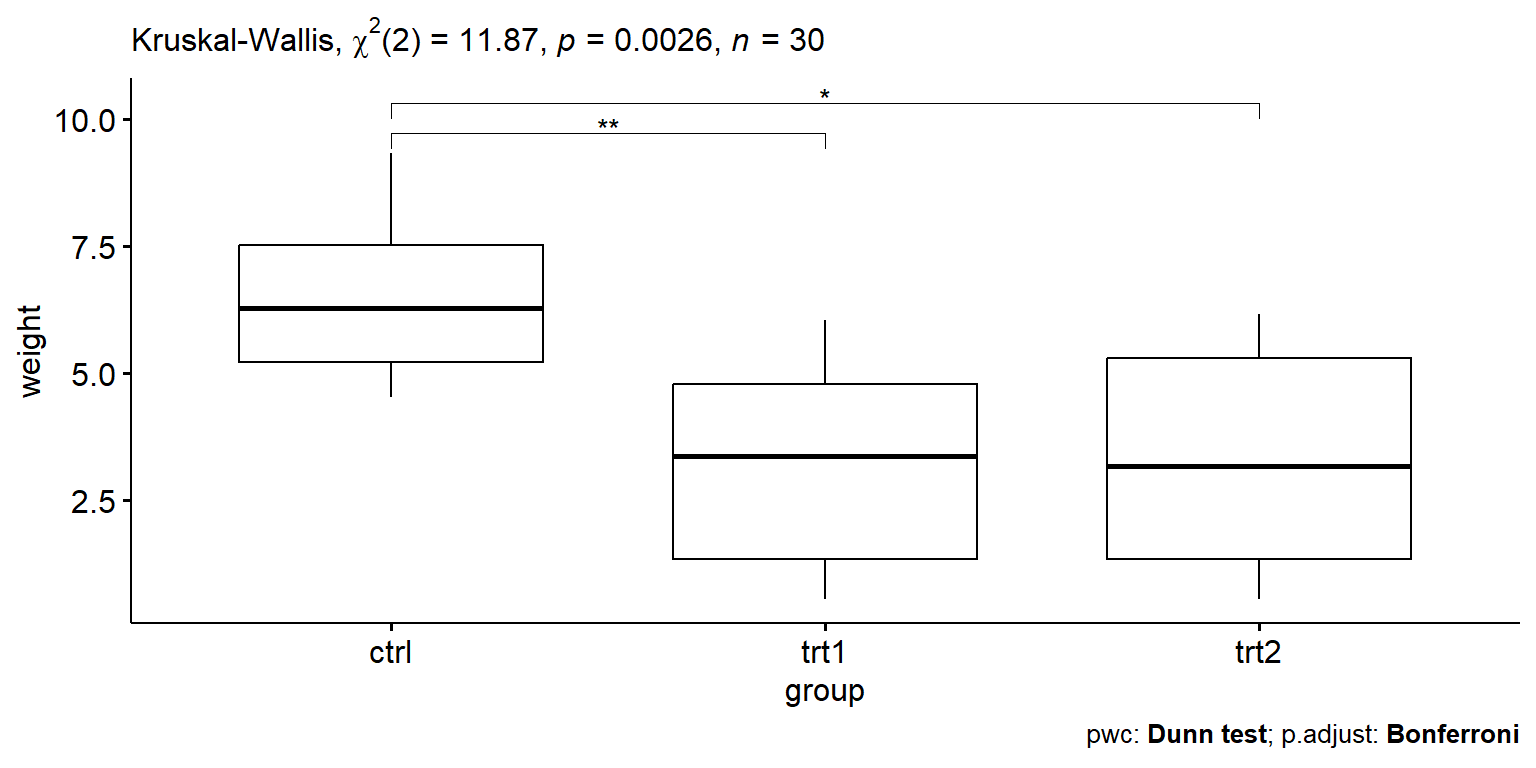 Kruskal-Wallis, χ²(2) = 11.87, p = 0.0026, n = 30
*
**
10.0
7.5
5.0
2.5
weight
ctrl
trt1
trt2
group
pwc: Dunn test; p.adjust: Bonferroni